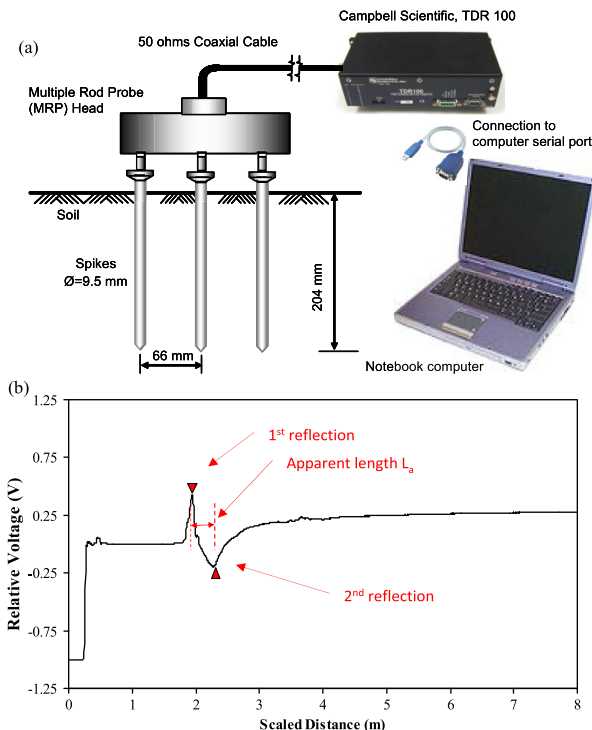 (a)
Campbell Scientific, TDR 100
50 ohms Coaxial Cable
Multiple Rod Probe
(MRP) Head
TDR100
Connection to
computer serial port
Soil
Spikes
Ø=9.5 mm
204 mm
66 mm
Notebook computer
(b)
1.25
0.75
0.25
-0.25
-0.75
-1.25
Relative Voltage (V)
1st reflection
Apparent length La
2nd reflection
0 1 2 3 4 5 6 7 8
Scaled Distance (m)